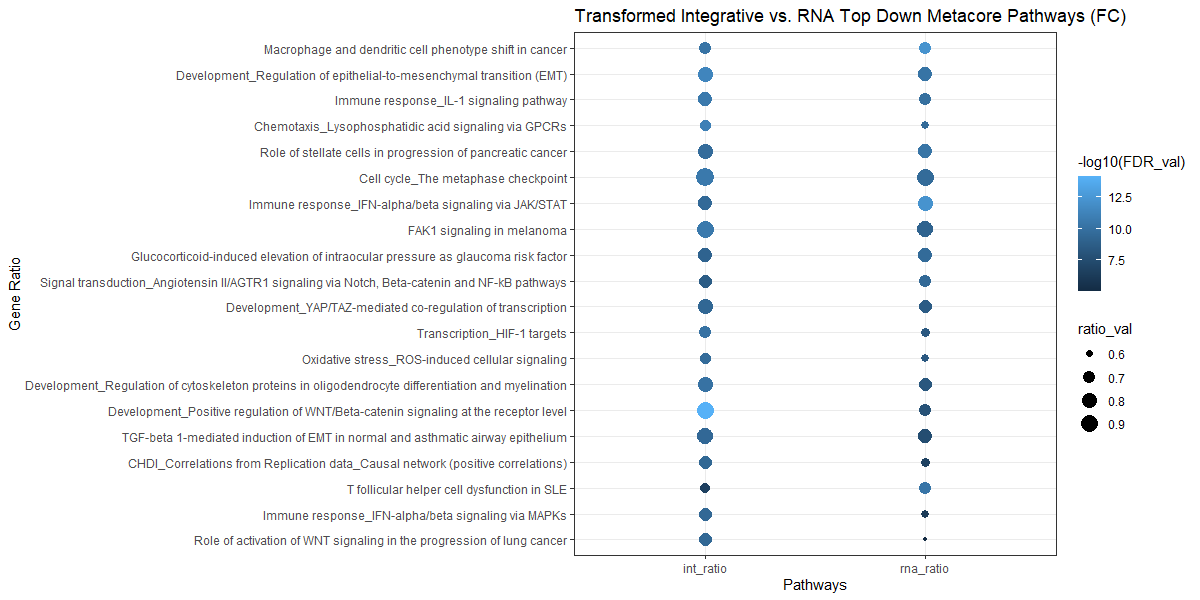 Transformed Integrative vs. RNA Top Down Metacore Pathways (FC)
Gene Ratio
Macrophage and dendritic cell phenotype shift in cancer
Development_Regulation of epithelial-to-mesenchymal transition (EMT)
Immune response_IL-1 signaling pathway
Chemotaxis_Lysophosphatidic acid signaling via GPCRs
Role of stellate cells in progression of pancreatic cancer
Cell cycle_The metaphase checkpoint
Immune response_IFN-alpha/beta signaling via JAK/STAT
FAK1 signaling in melanoma
Glucocorticoid-induced elevation of intraocular pressure as glaucoma risk factor
Signal transduction_Angiotensin II/AGTR1 signaling via Notch, Beta-catenin and NF-kB pathways
Development_YAP/TAZ-mediated co-regulation of transcription
Transcription_HIF-1 targets
Oxidative stress_ROS-induced cellular signaling
Development_Regulation of cytoskeleton proteins in oligodendrocyte differentiation and myelination
Development_Positive regulation of WNT/Beta-catenin signaling at the receptor level
TGF-beta 1-mediated induction of EMT in normal and asthmatic airway epithelium
CHDI_Correlations from Replication data_Causal network (positive correlations)
T follicular helper cell dysfunction in SLE
Immune response_IFN-alpha/beta signaling via MAPKs
Role of activation of WNT signaling in the progression of lung cancer
int_ratio
rna_ratio
Pathways
-log10(FDR_val)
12.5
10.0
7.5
ratio_val
0.6
0.7
0.8
0.9